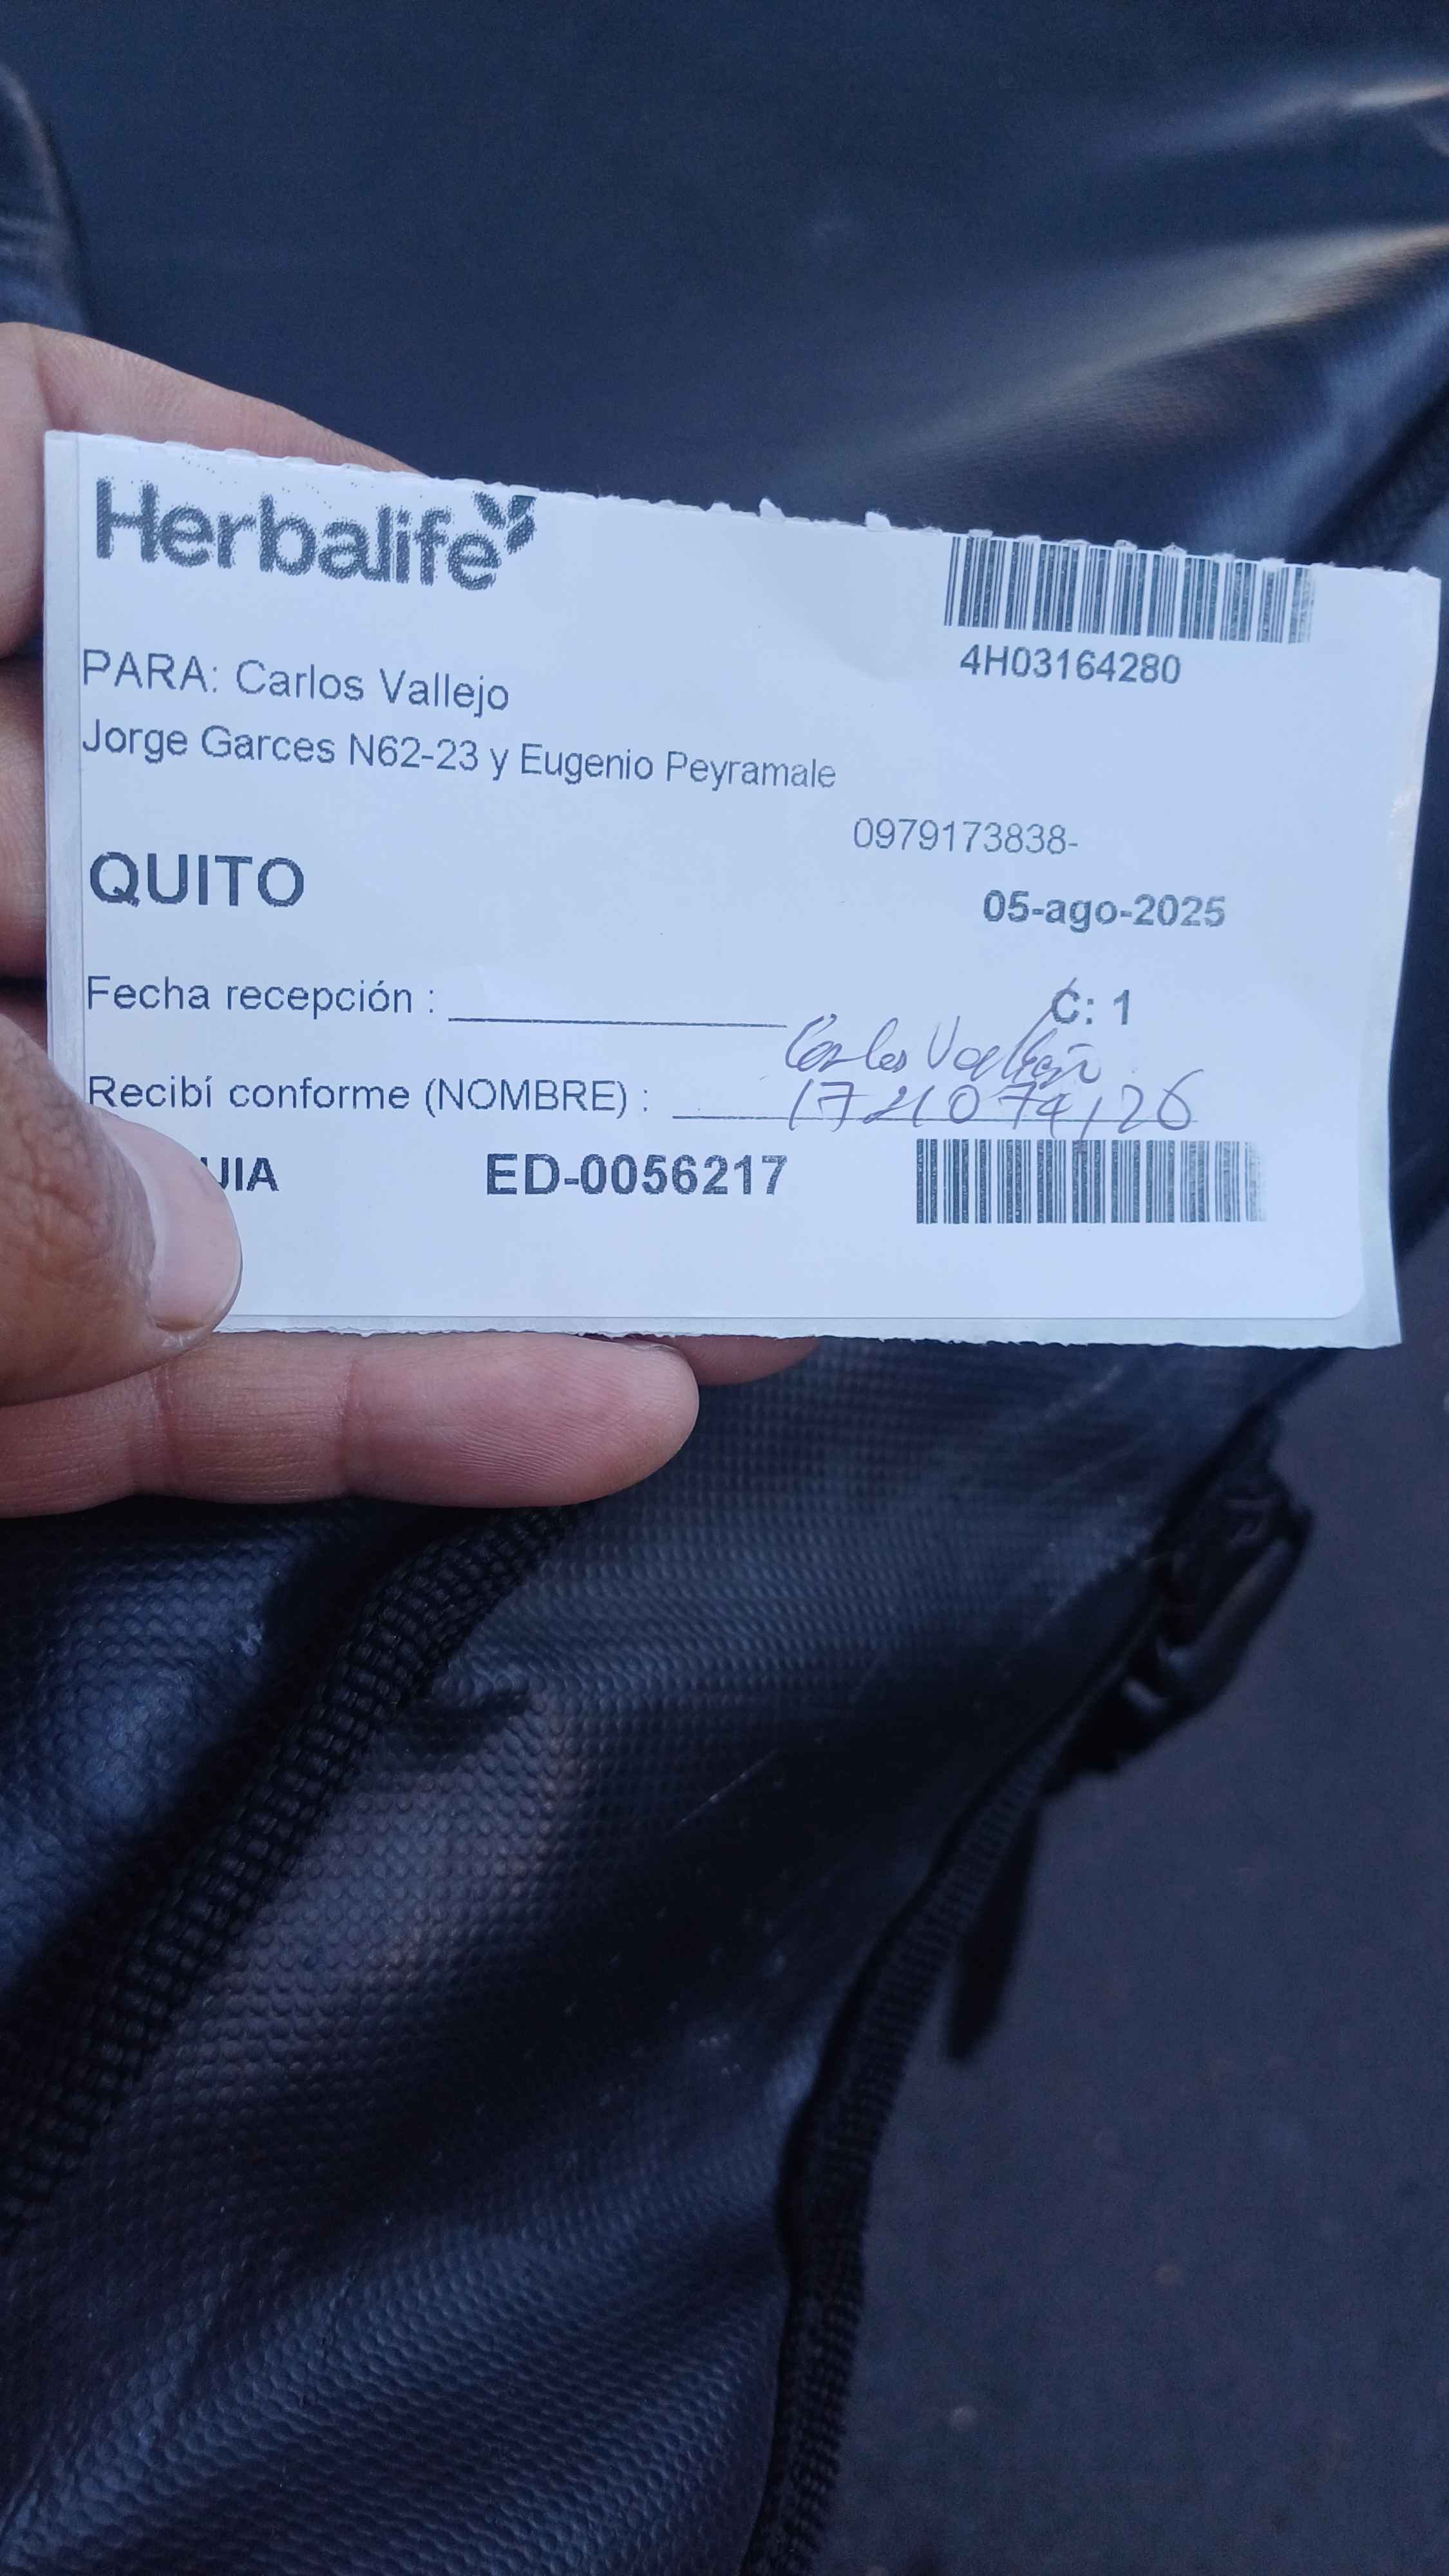 Herbalife
4H03164280
PARA: Carlos Vallejo
Jorge Garces N62-23 y Eugenio Peyramale
0979173838-
QUITO
05-ago-2025
Fecha recepción :
C: 1
Carlos Vallejo
Recibí conforme (NOMBRE) :
UIA ED-0056217